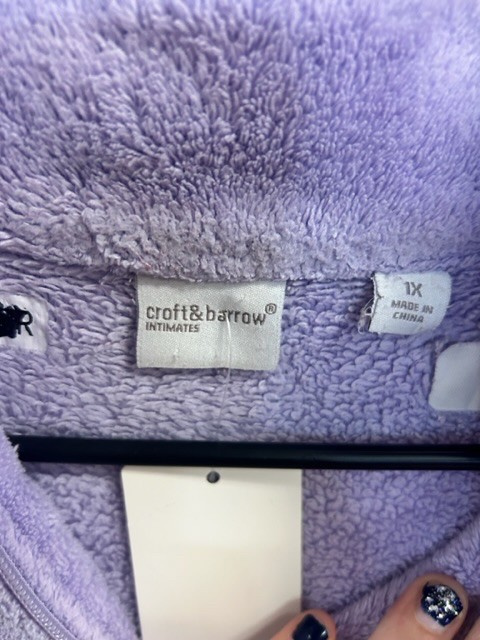 croft&barrow®
INTIMATES
1X
MADE IN
CHINA
R